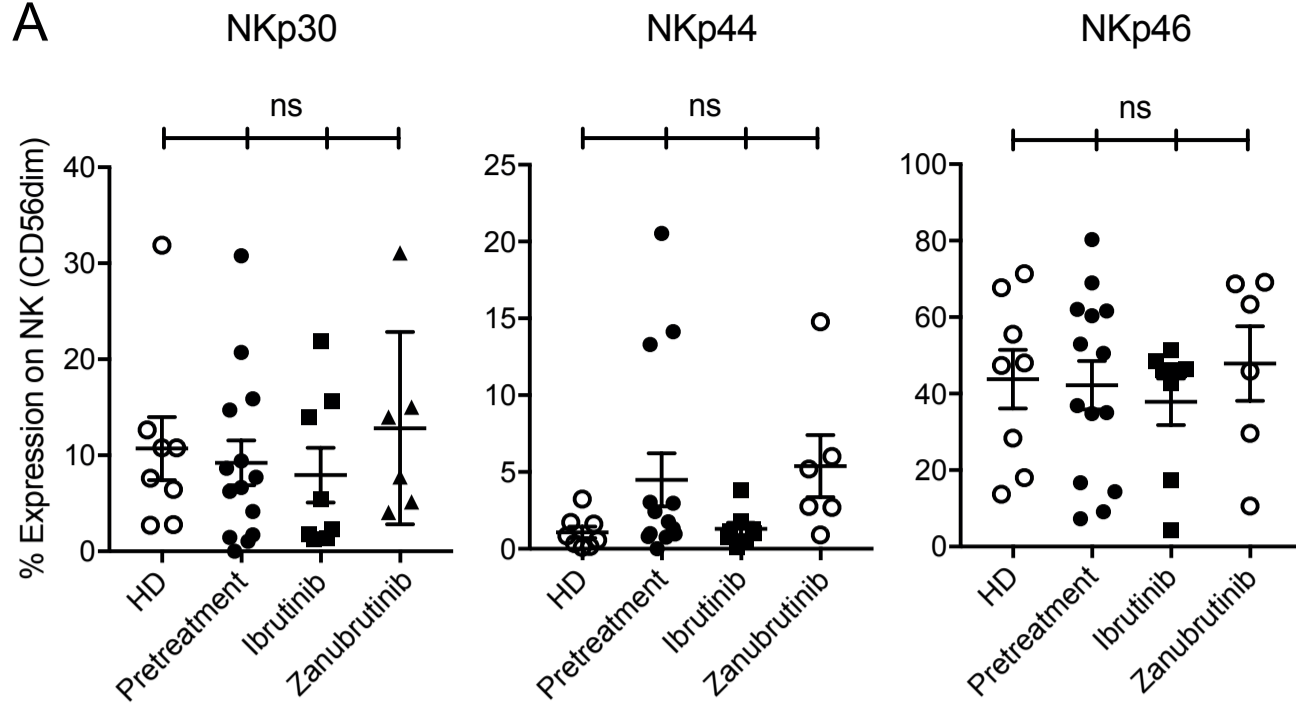 A
NKp30
NKp44
NKp46
ns
ns
ns
% Expression on NK (CD56dim)
40
30
20
10
0
HD
Pretreatment
Ibrutinib
Zanubrutinib
25
20
15
10
5
0
HD
Pretreatment
Ibrutinib
Zanubrutinib
100
80
60
40
20
0
HD
Pretreatment
Ibrutinib
Zanubrutinib